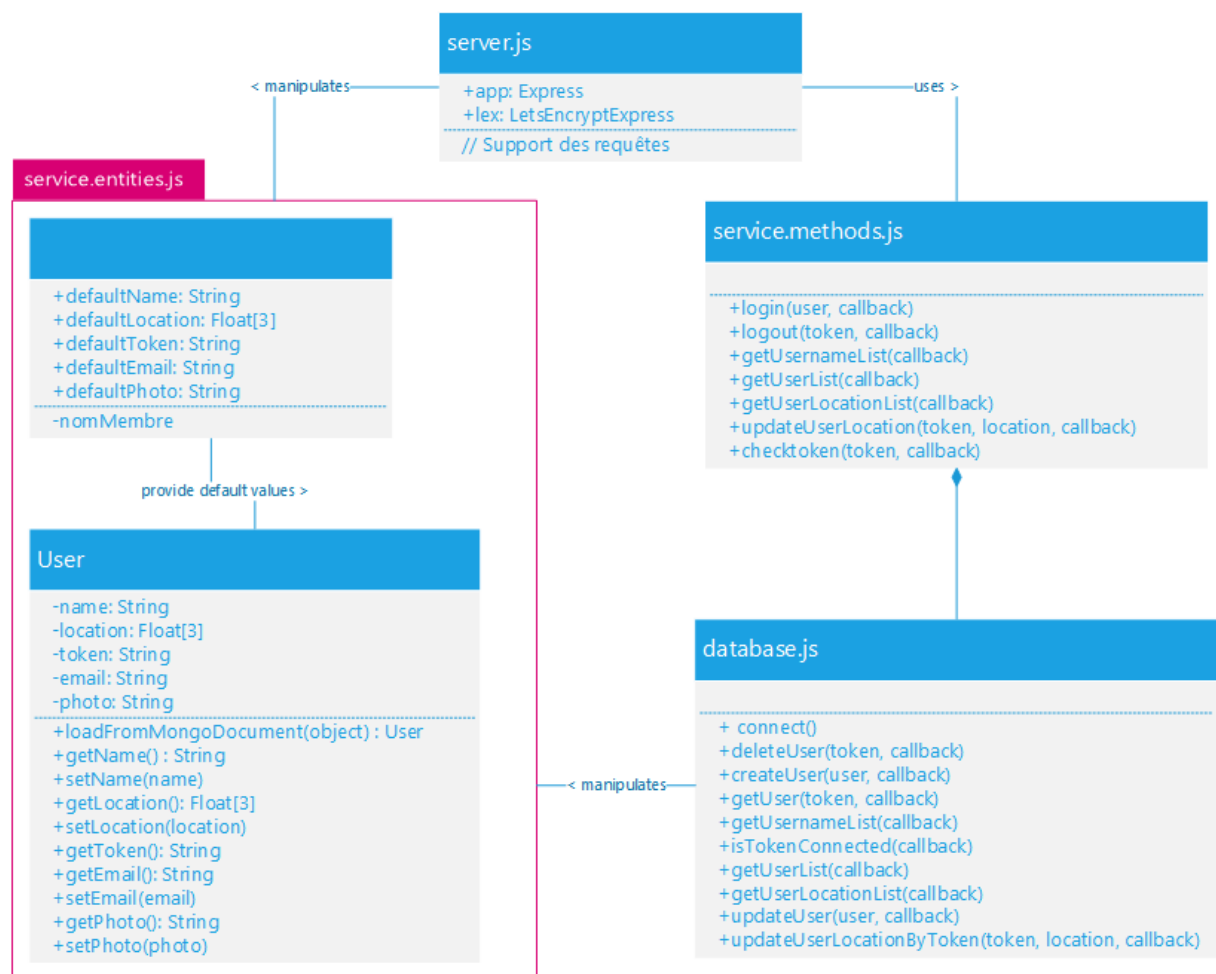 server.js
+app: Express
+lex: LetsEncryptExpress
// Support des requêtes
< manipulates
uses >
service.entities.js
+defaultName: String
+defaultLocation: Float[3]
+defaultToken: String
+defaultEmail: String
+defaultPhoto: String
-nomMembre
provide default values >
User
-name: String
-location: Float[3]
-token: String
-email: String
-photo: String
+loadFromMongoDocument(object) : User
+getName() : String
+setName(name)
+getLocation(): Float[3]
+setLocation(location)
+getToken(): String
+getEmail(): String
+setEmail(email)
+getPhoto(): String
+setPhoto(photo)
service.methods.js
+login(user, callback)
+logout(token, callback)
+getUsernameList(callback)
+getUserList(callback)
+getUserLocationList(callback)
+updateUserLocation(token, location, callback)
+checktoken(token, callback)
< manipulates
database.js
+ connect()
+deleteUser(token, callback)
+createUser(user, callback)
+getUser(token, callback)
+getUsernameList(callback)
+isTokenConnected(callback)
+getUserList(callback)
+getUserLocationList(callback)
+updateUser(user, callback)
+updateUserLocationByToken(token, location, callback)